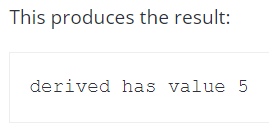 This produces the result:
derived has value 5